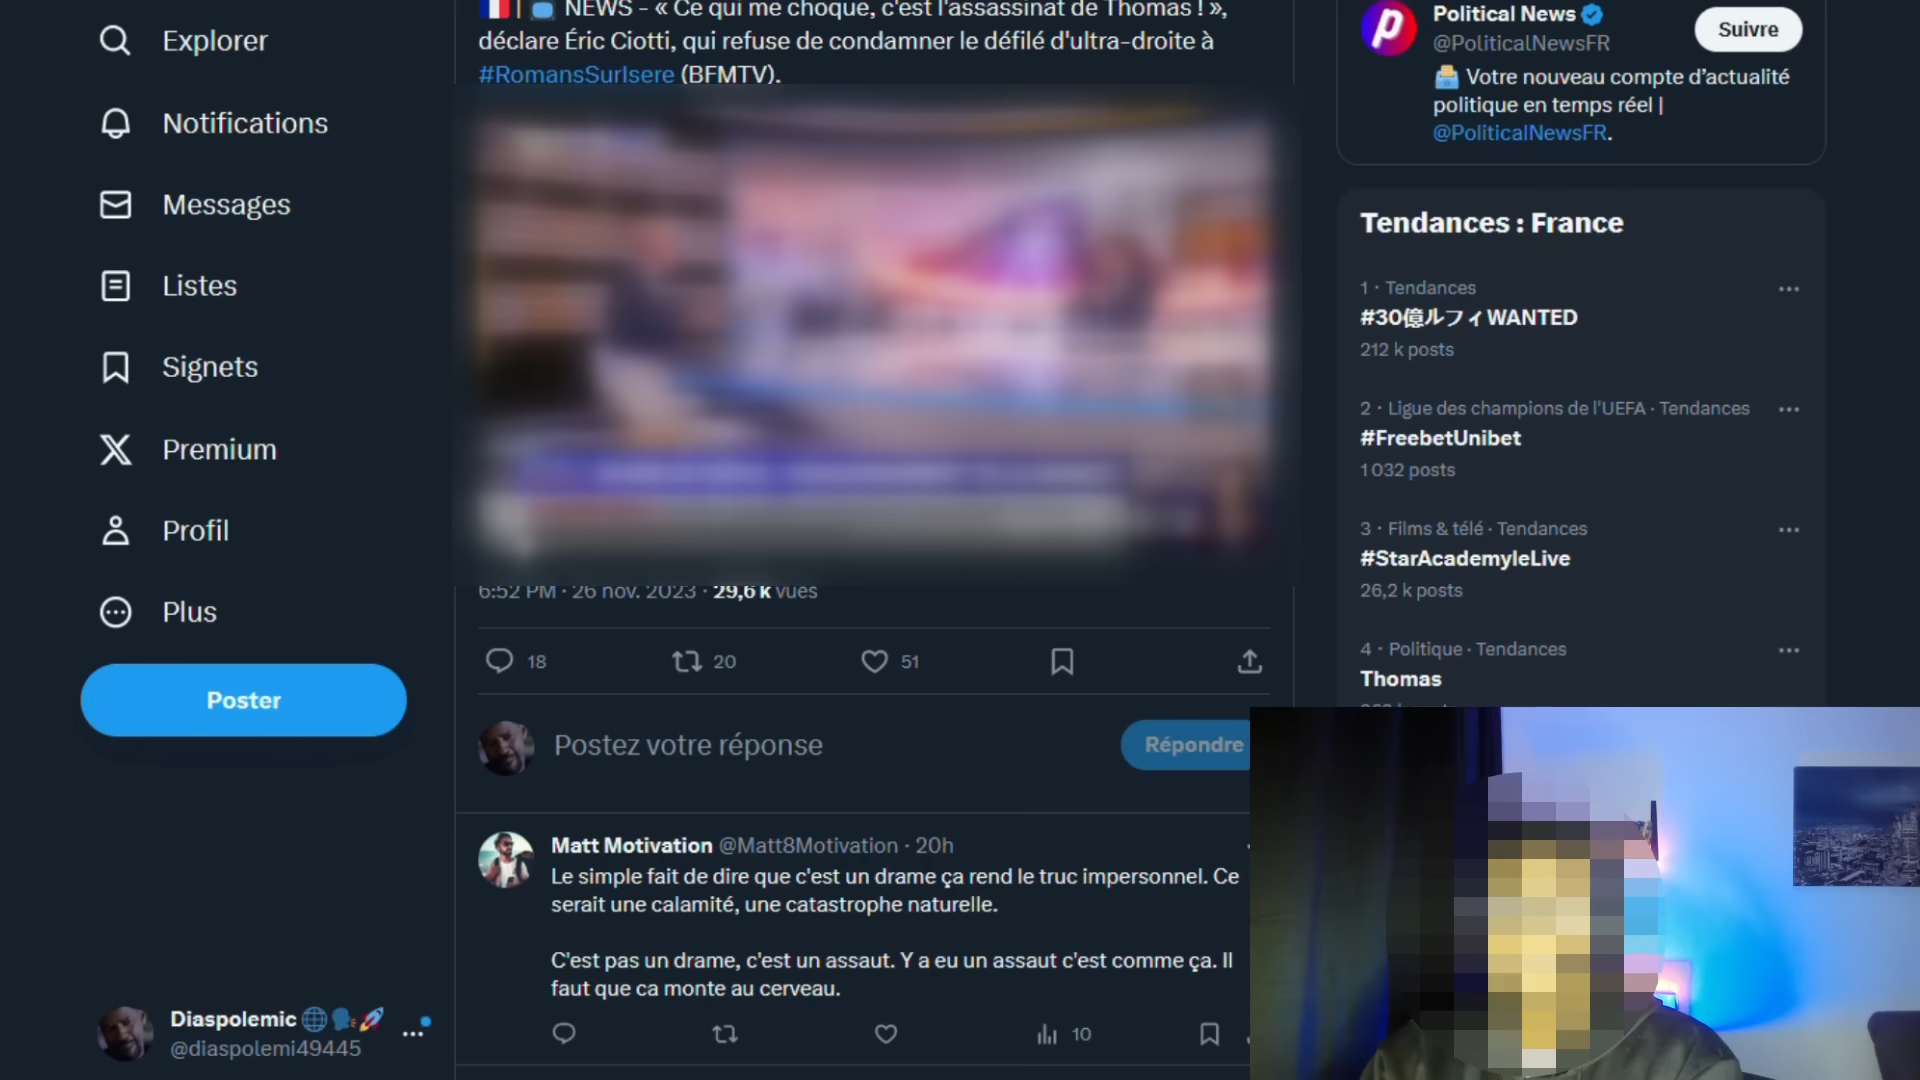 Explorer
Notifications
Messages
Listes
Signets
Premium
Profil
Plus
Poster
Diaspolemic
@diaspolemi49445
NEWS - « Ce qui me choque, c'est l'assassinat de Thomas ! »,
déclare Éric Ciotti, qui refuse de condamner le défilé d'ultra-droite à
#RomansSurIsere (BFMTV).
6:52 PM · 26 nov. 2023 · 29,6 k vues
18
20
51
Postez votre réponse
Répondre
Matt Motivation @Matt8Motivation · 20h
Le simple fait de dire que c'est un drame ça rend le truc impersonnel. Ce
serait une calamité, une catastrophe naturelle.
C'est pas un drame, c'est un assaut. Y a eu un assaut c'est comme ça. Il
faut que ca monte au cerveau.
10
Political News
@PoliticalNewsFR
Suivre
Votre nouveau compte d’actualité
politique en temps réel |
@PoliticalNewsFR.
Tendances : France
1 · Tendances
#30億ルフィWANTED
212 k posts
2 · Ligue des champions de l'UEFA · Tendances
#FreebetUnibet
1 032 posts
3 · Films & télé · Tendances
#StarAcademyleLive
26,2 k posts
4 · Politique · Tendances
Thomas